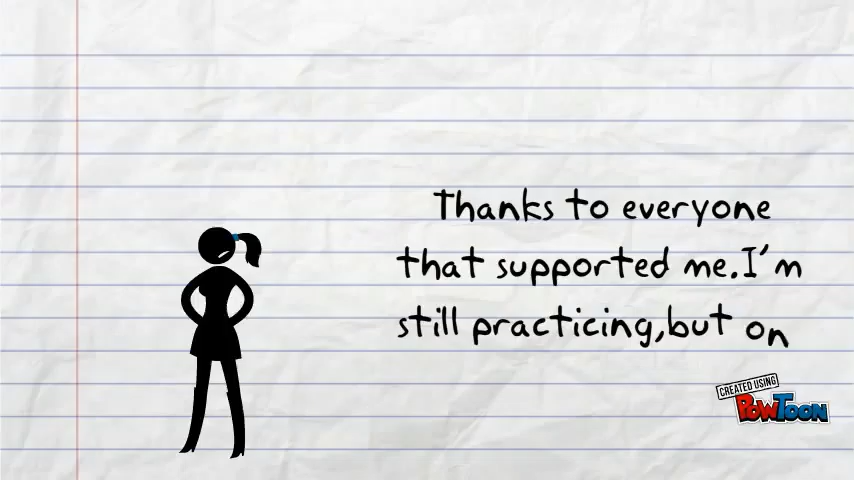 Thanks to everyone
that supported me.I'm
still practicing,but on
CREATED USING
POWTOON